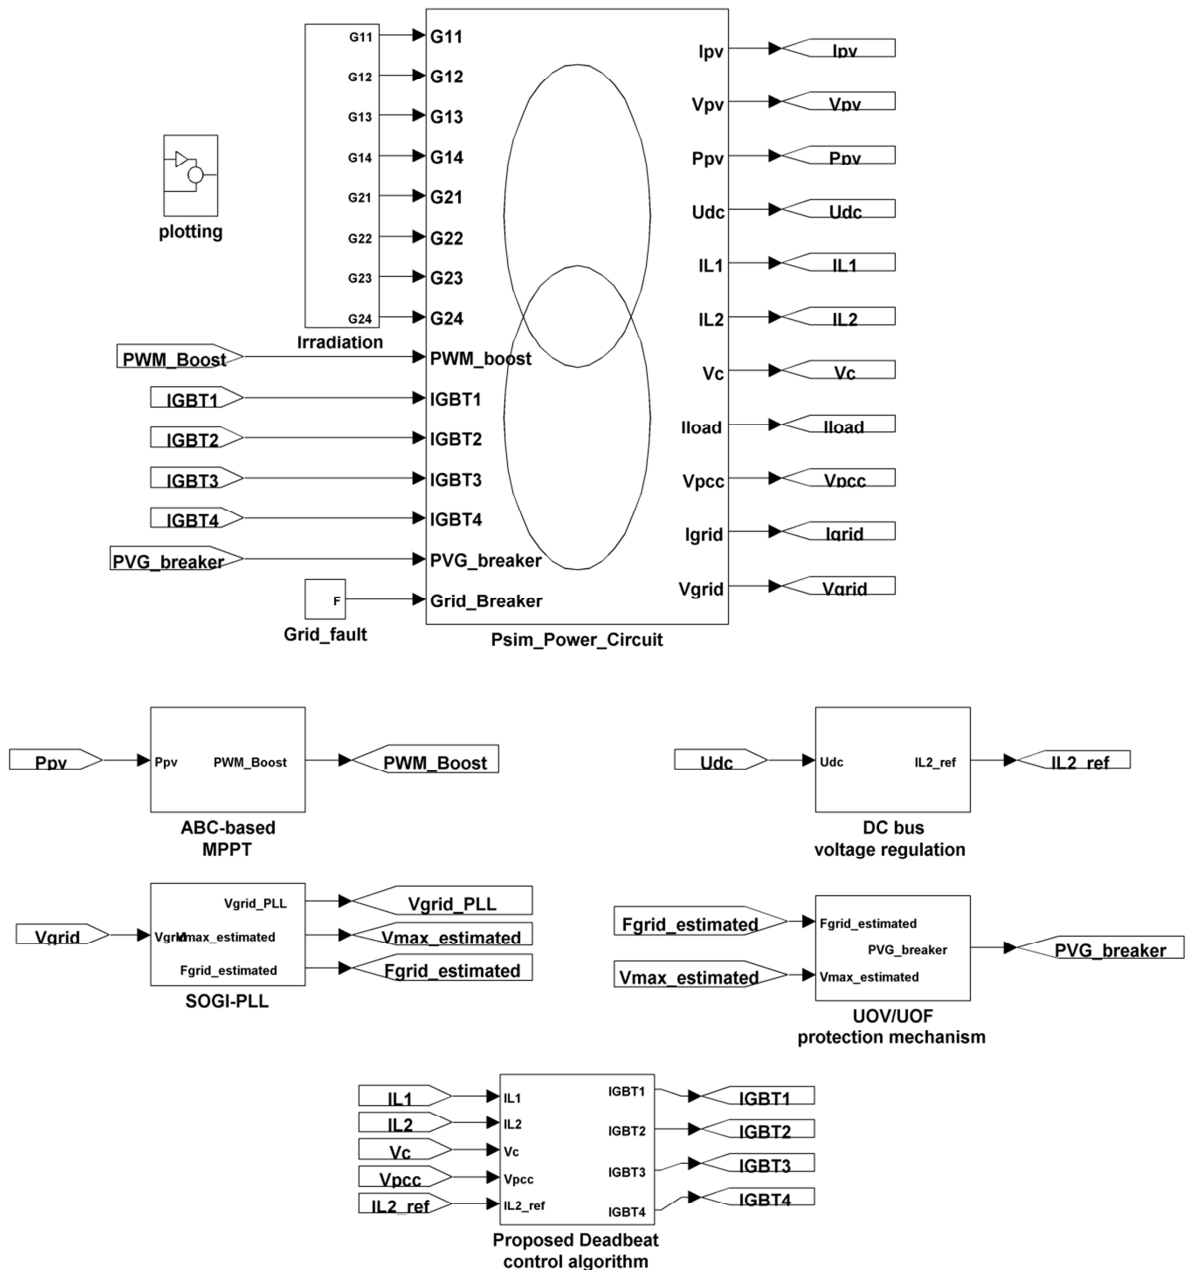 G11
G12
G13
G14
G21
G22
G23
G24
Irradiation
plotting
PWM_Boost
IGBT1
IGBT2
IGBT3
IGBT4
PVG_breaker
F
Grid_fault
G11
G12
G13
G14
G21
G22
G23
G24
PWM_boost
IGBT1
IGBT2
IGBT3
IGBT4
PVG_breaker
Grid_Breaker
Ipv
Vpv
Ppv
Udc
IL1
IL2
Vc
Iload
Vpcc
Igrid
Vgrid
Psim_Power_Circuit
Ipv
Vpv
Ppv
Udc
IL1
IL2
Vc
Iload
Vpcc
Igrid
Vgrid
Ppv
Ppv
PWM_Boost
PWM_Boost
ABC-based
MPPT
Udc
Udc
IL2_ref
IL2_ref
DC bus
voltage regulation
Vgrid
Vgrid
Vgrid_PLL
Vmax_estimated
Fgrid_estimated
Vgrid_PLL
Vmax_estimated
Fgrid_estimated
SOGI-PLL
Fgrid_estimated
Vmax_estimated
Fgrid_estimated
PVG_breaker
Vmax_estimated
PVG_breaker
UOV/UOF
protection mechanism
IL1
IL2
Vc
Vpcc
IL2_ref
IL1
IL2
Vc
Vpcc
IL2_ref
IGBT1
IGBT2
IGBT3
IGBT4
IGBT1
IGBT2
IGBT3
IGBT4
Proposed Deadbeat
control algorithm